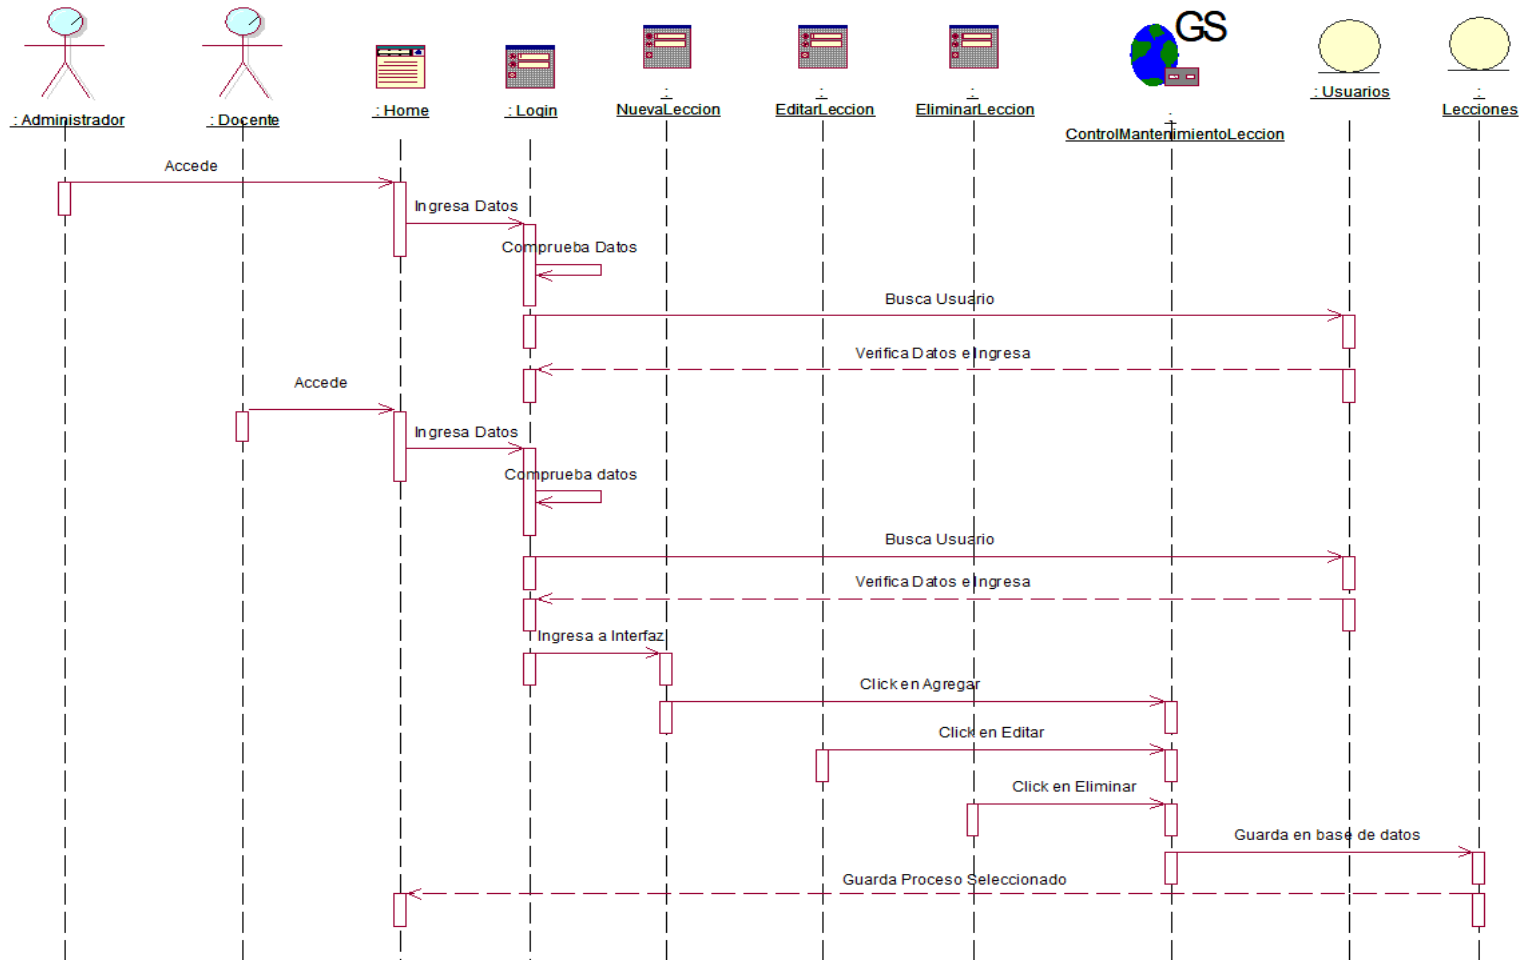 GS
: Administrador
: Docente
: Home
: Login
:
NuevaLeccion
:
EditarLeccion
:
EliminarLeccion
:
ControlMantenimientoLeccion
: Usuarios
:
Lecciones
Accede
Ingresa Datos
Comprueba Datos
Busca Usuario
Verifica Datos e Ingresa
Accede
Ingresa Datos
Comprueba datos
Busca Usuario
Verifica Datos e Ingresa
Ingresa a Interfaz
Click en Agregar
Click en Editar
Click en Eliminar
Guarda en base de datos
Guarda Proceso Seleccionado